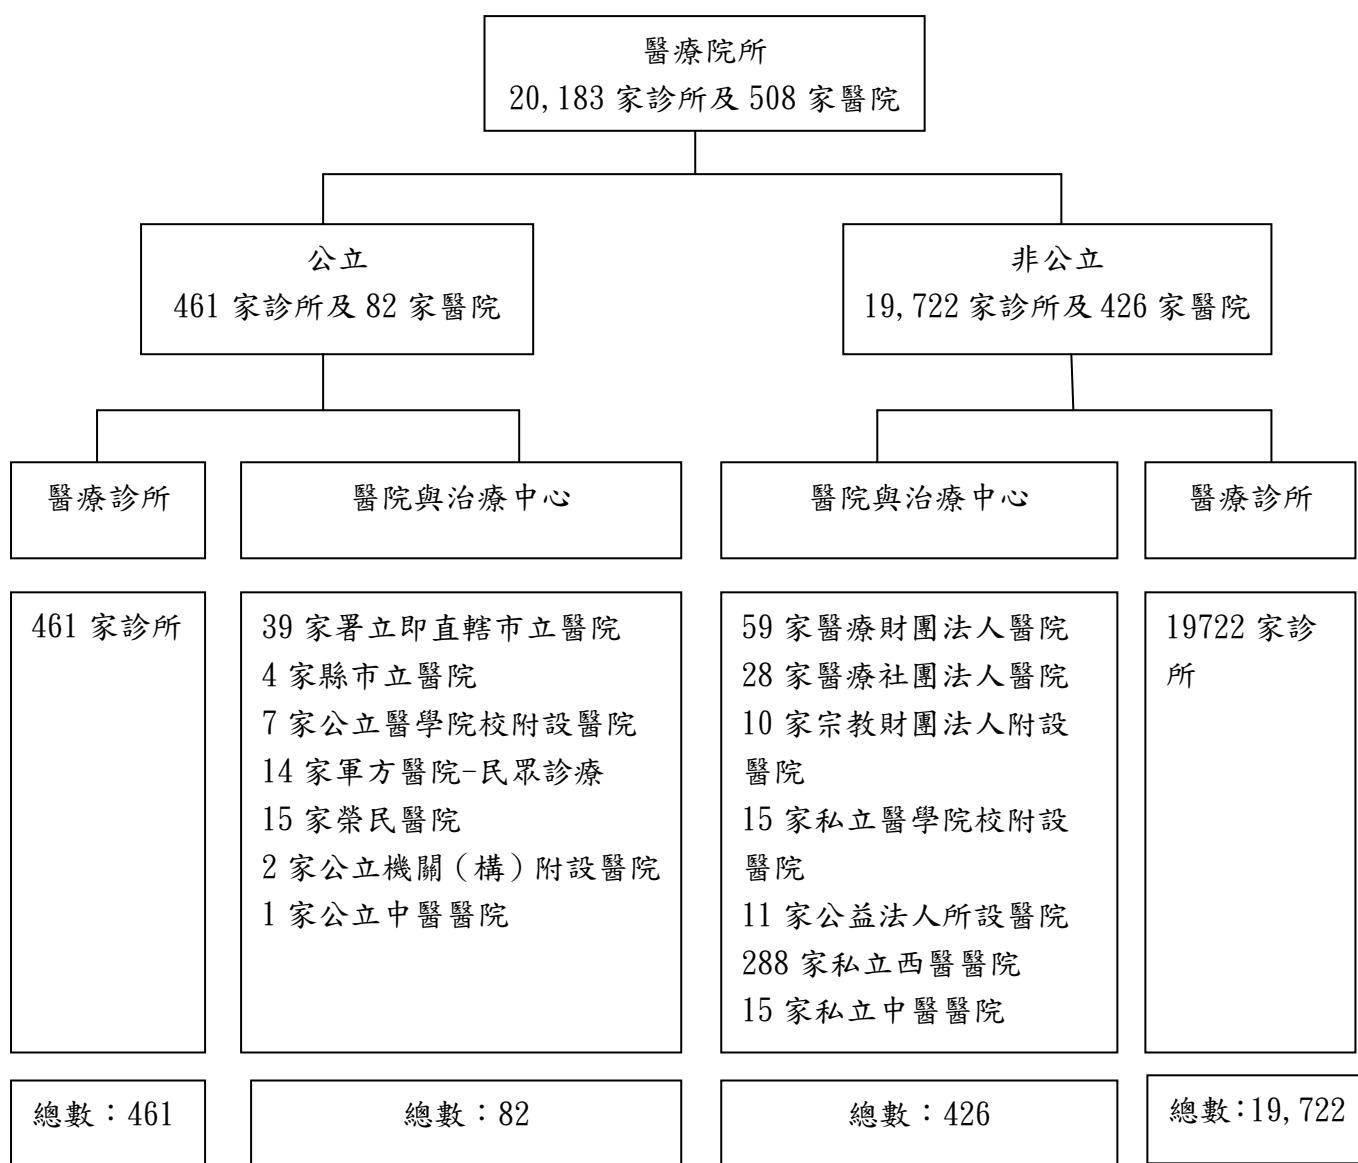 醫療院所
20,183 家診所及 508 家醫院
公立
461 家診所及 82 家醫院
非公立
19,722 家診所及 426 家醫院
醫療診所
醫院與治療中心
醫院與治療中心
醫療診所
461 家診所
39 家署立即直轄市立醫院
4 家縣市立醫院
7 家公立醫學院校附設醫院
14 家軍方醫院-民眾診療
15 家榮民醫院
2 家公立機關（構）附設醫院
1 家公立中醫醫院
59 家醫療財團法人醫院
28 家醫療社團法人醫院
10 家宗教財團法人附設
醫院
15 家私立醫學院校附設
醫院
11 家公益法人所設醫院
288 家私立西醫醫院
15 家私立中醫醫院
19722 家診
所
總數：461
總數：82
總數：426
總數：19,722